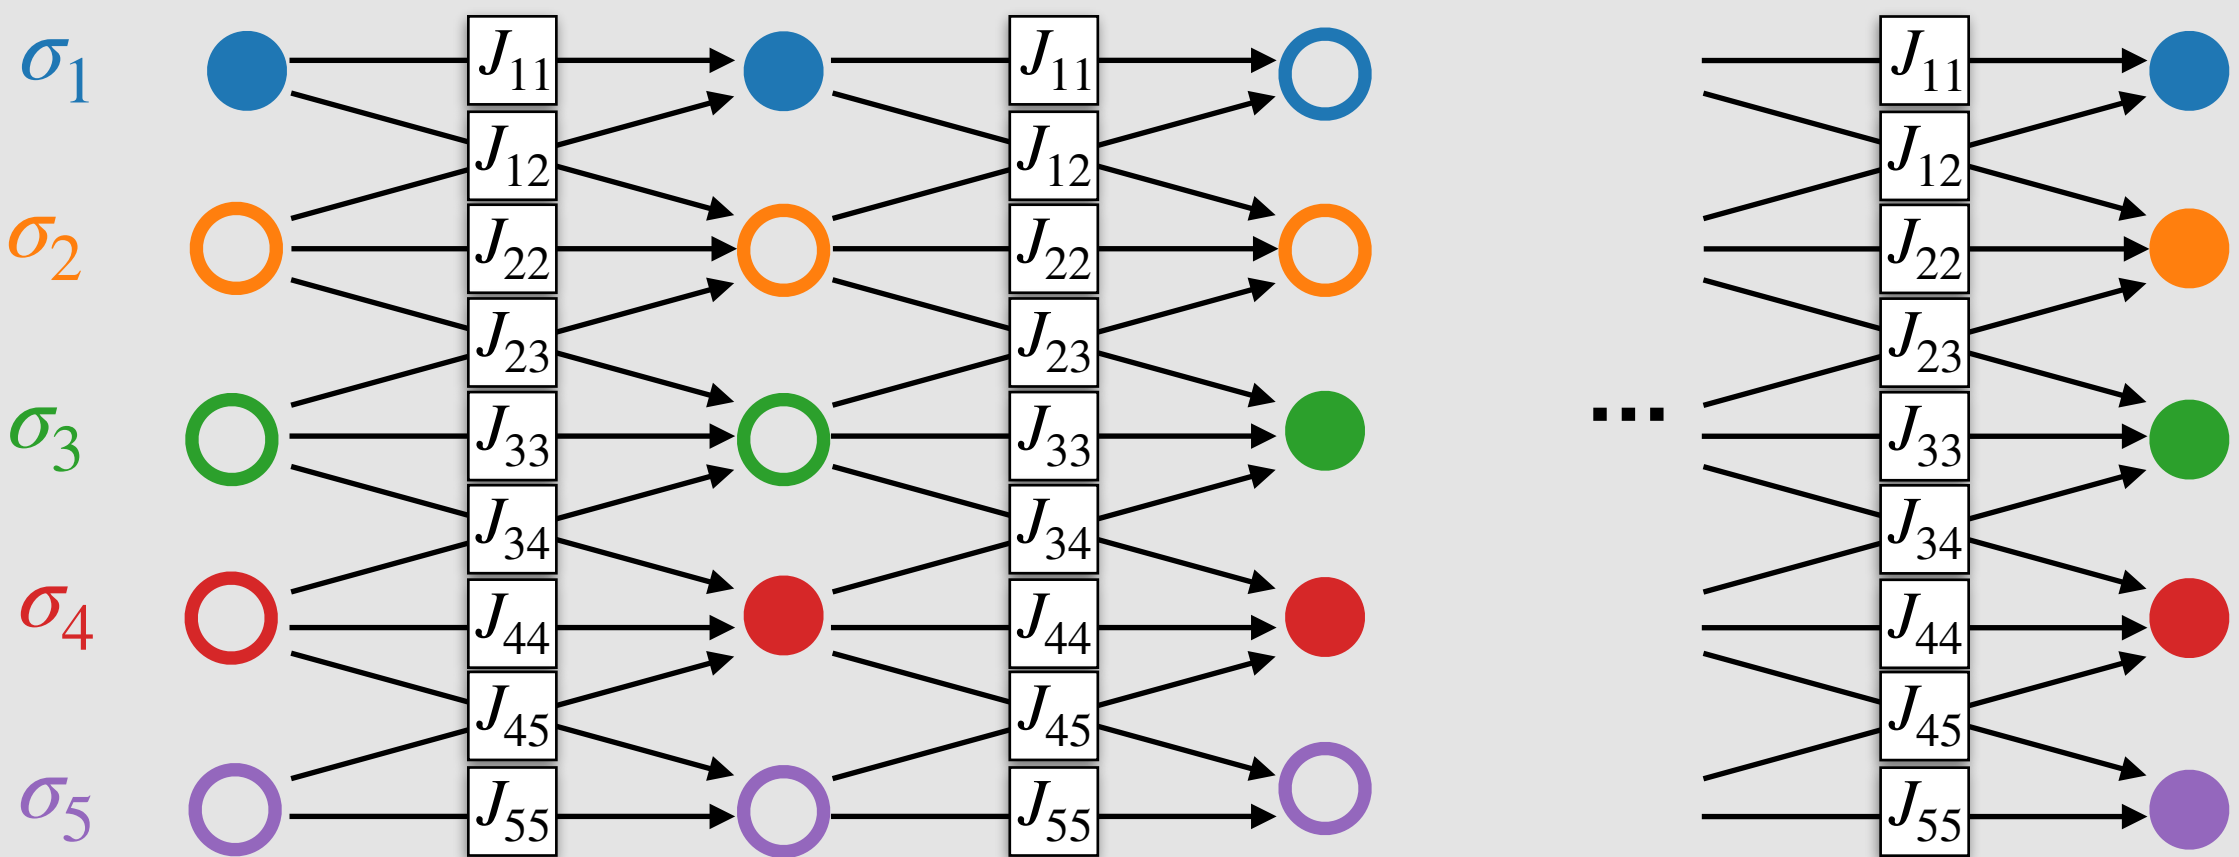 σ1 J11 J11 J11
J12 J12 J12
σ2 J22 J22 J22
J23 J23 J23
σ3 J33 J33 ... J33
J34 J34 J34
σ4 J44 J44 J44
J45 J45 J45
σ5 J55 J55 J55